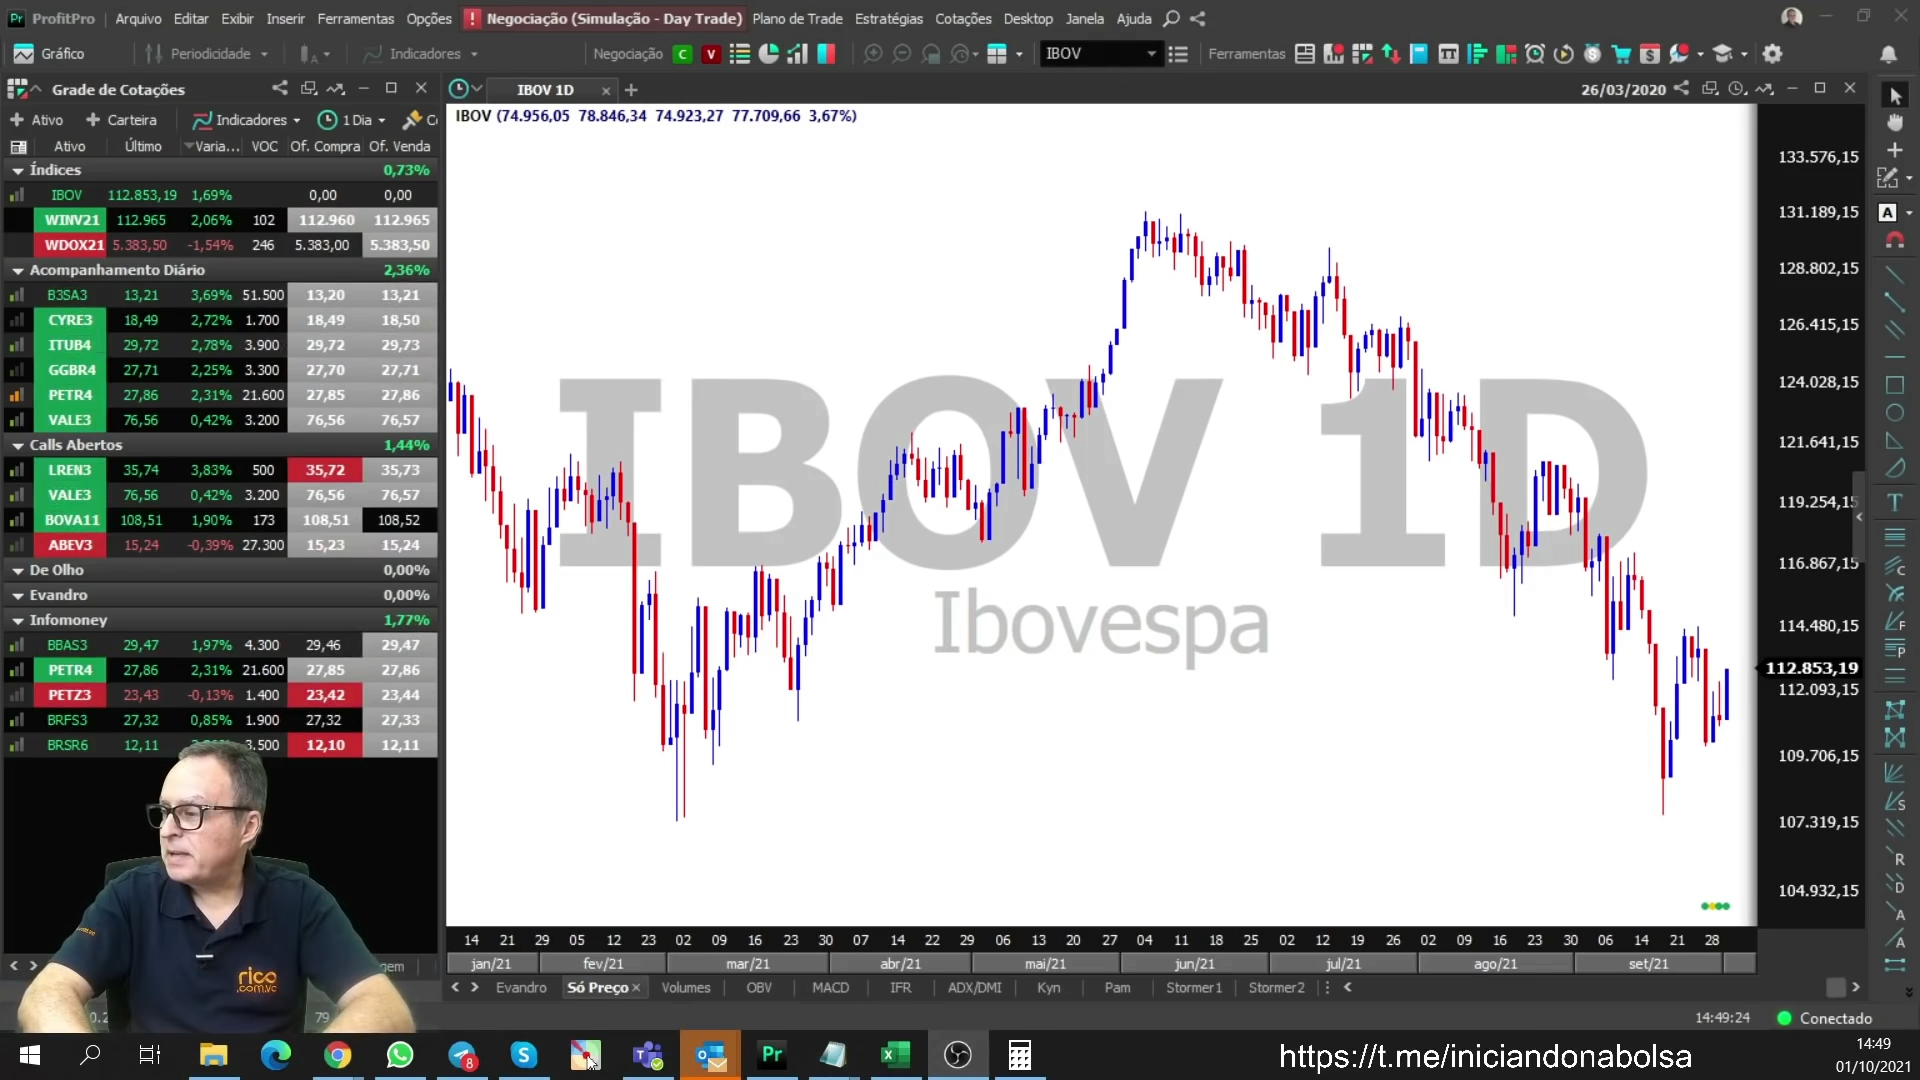 ProfitPro Arquivo Editar Exibir Inserir Ferramentas Opções ! Negociação (Simulação - Day Trade) Plano de Trade Estratégias Cotações Desktop Janela Ajuda
Gráfico Periodicidade Indicadores Negociação C V IBOV Ferramentas
Grade de Cotações
Ativo Carteira Indicadores 1 Dia
Ativo Último Varia... VOC Of. Compra Of. Venda
Índices 0,73%
IBOV 112.853,19 1,69% 0,00 0,00
WINV21 112.965 2,06% 102 112.960 112.965
WDOX21 5.383,50 -1,54% 246 5.383,00 5.383,50
Acompanhamento Diário 2,36%
B3SA3 13,21 3,69% 51.500 13,20 13,21
CYRE3 18,49 2,72% 1.700 18,49 18,50
ITUB4 29,72 2,78% 3.900 29,72 29,73
GGBR4 27,71 2,25% 3.300 27,70 27,71
PETR4 27,86 2,31% 21.600 27,85 27,86
VALE3 76,56 0,42% 3.200 76,56 76,57
Calls Abertos 1,44%
LREN3 35,74 3,83% 500 35,72 35,73
VALE3 76,56 0,42% 3.200 76,56 76,57
BOVA11 108,51 1,90% 173 108,51 108,52
ABEV3 15,24 -0,39% 27.300 15,23 15,24
De Olho 0,00%
Evandro 0,00%
Infomoney 1,77%
BBAS3 29,47 1,97% 4.300 29,46 29,47
PETR4 27,86 2,31% 21.600 27,85 27,86
PETZ3 23,43 -0,13% 1.400 23,42 23,44
BRFS3 27,32 0,85% 1.900 27,32 27,33
BRSR6 12,11 3.500 12,10 12,11
rico
.com.vc
IBOV 1D 26/03/2020
IBOV (74.956,05 78.846,34 74.923,27 77.709,66 3,67%)
IBOV 1D
Ibovespa
133.576,15
131.189,15
128.802,15
126.415,15
124.028,15
121.641,15
119.254,15
116.867,15
114.480,15
112.853,19
112.093,15
109.706,15
107.319,15
104.932,15
14 21 29 05 12 23 02 09 16 23 30 07 14 22 29 06 13 20 27 04 11 18 25 02 12 19 26 02 09 16 23 30 06 14 21 28
jan/21 fev/21 mar/21 abr/21 mai/21 jun/21 jul/21 ago/21 set/21
Evandro Só Preço Volumes OBV MACD IFR ADX/DMI Kyn Pam Stormer1 Stormer2
14:49:24 Conectado
https://t.me/iniciandonabolsa
14:49
01/10/2021